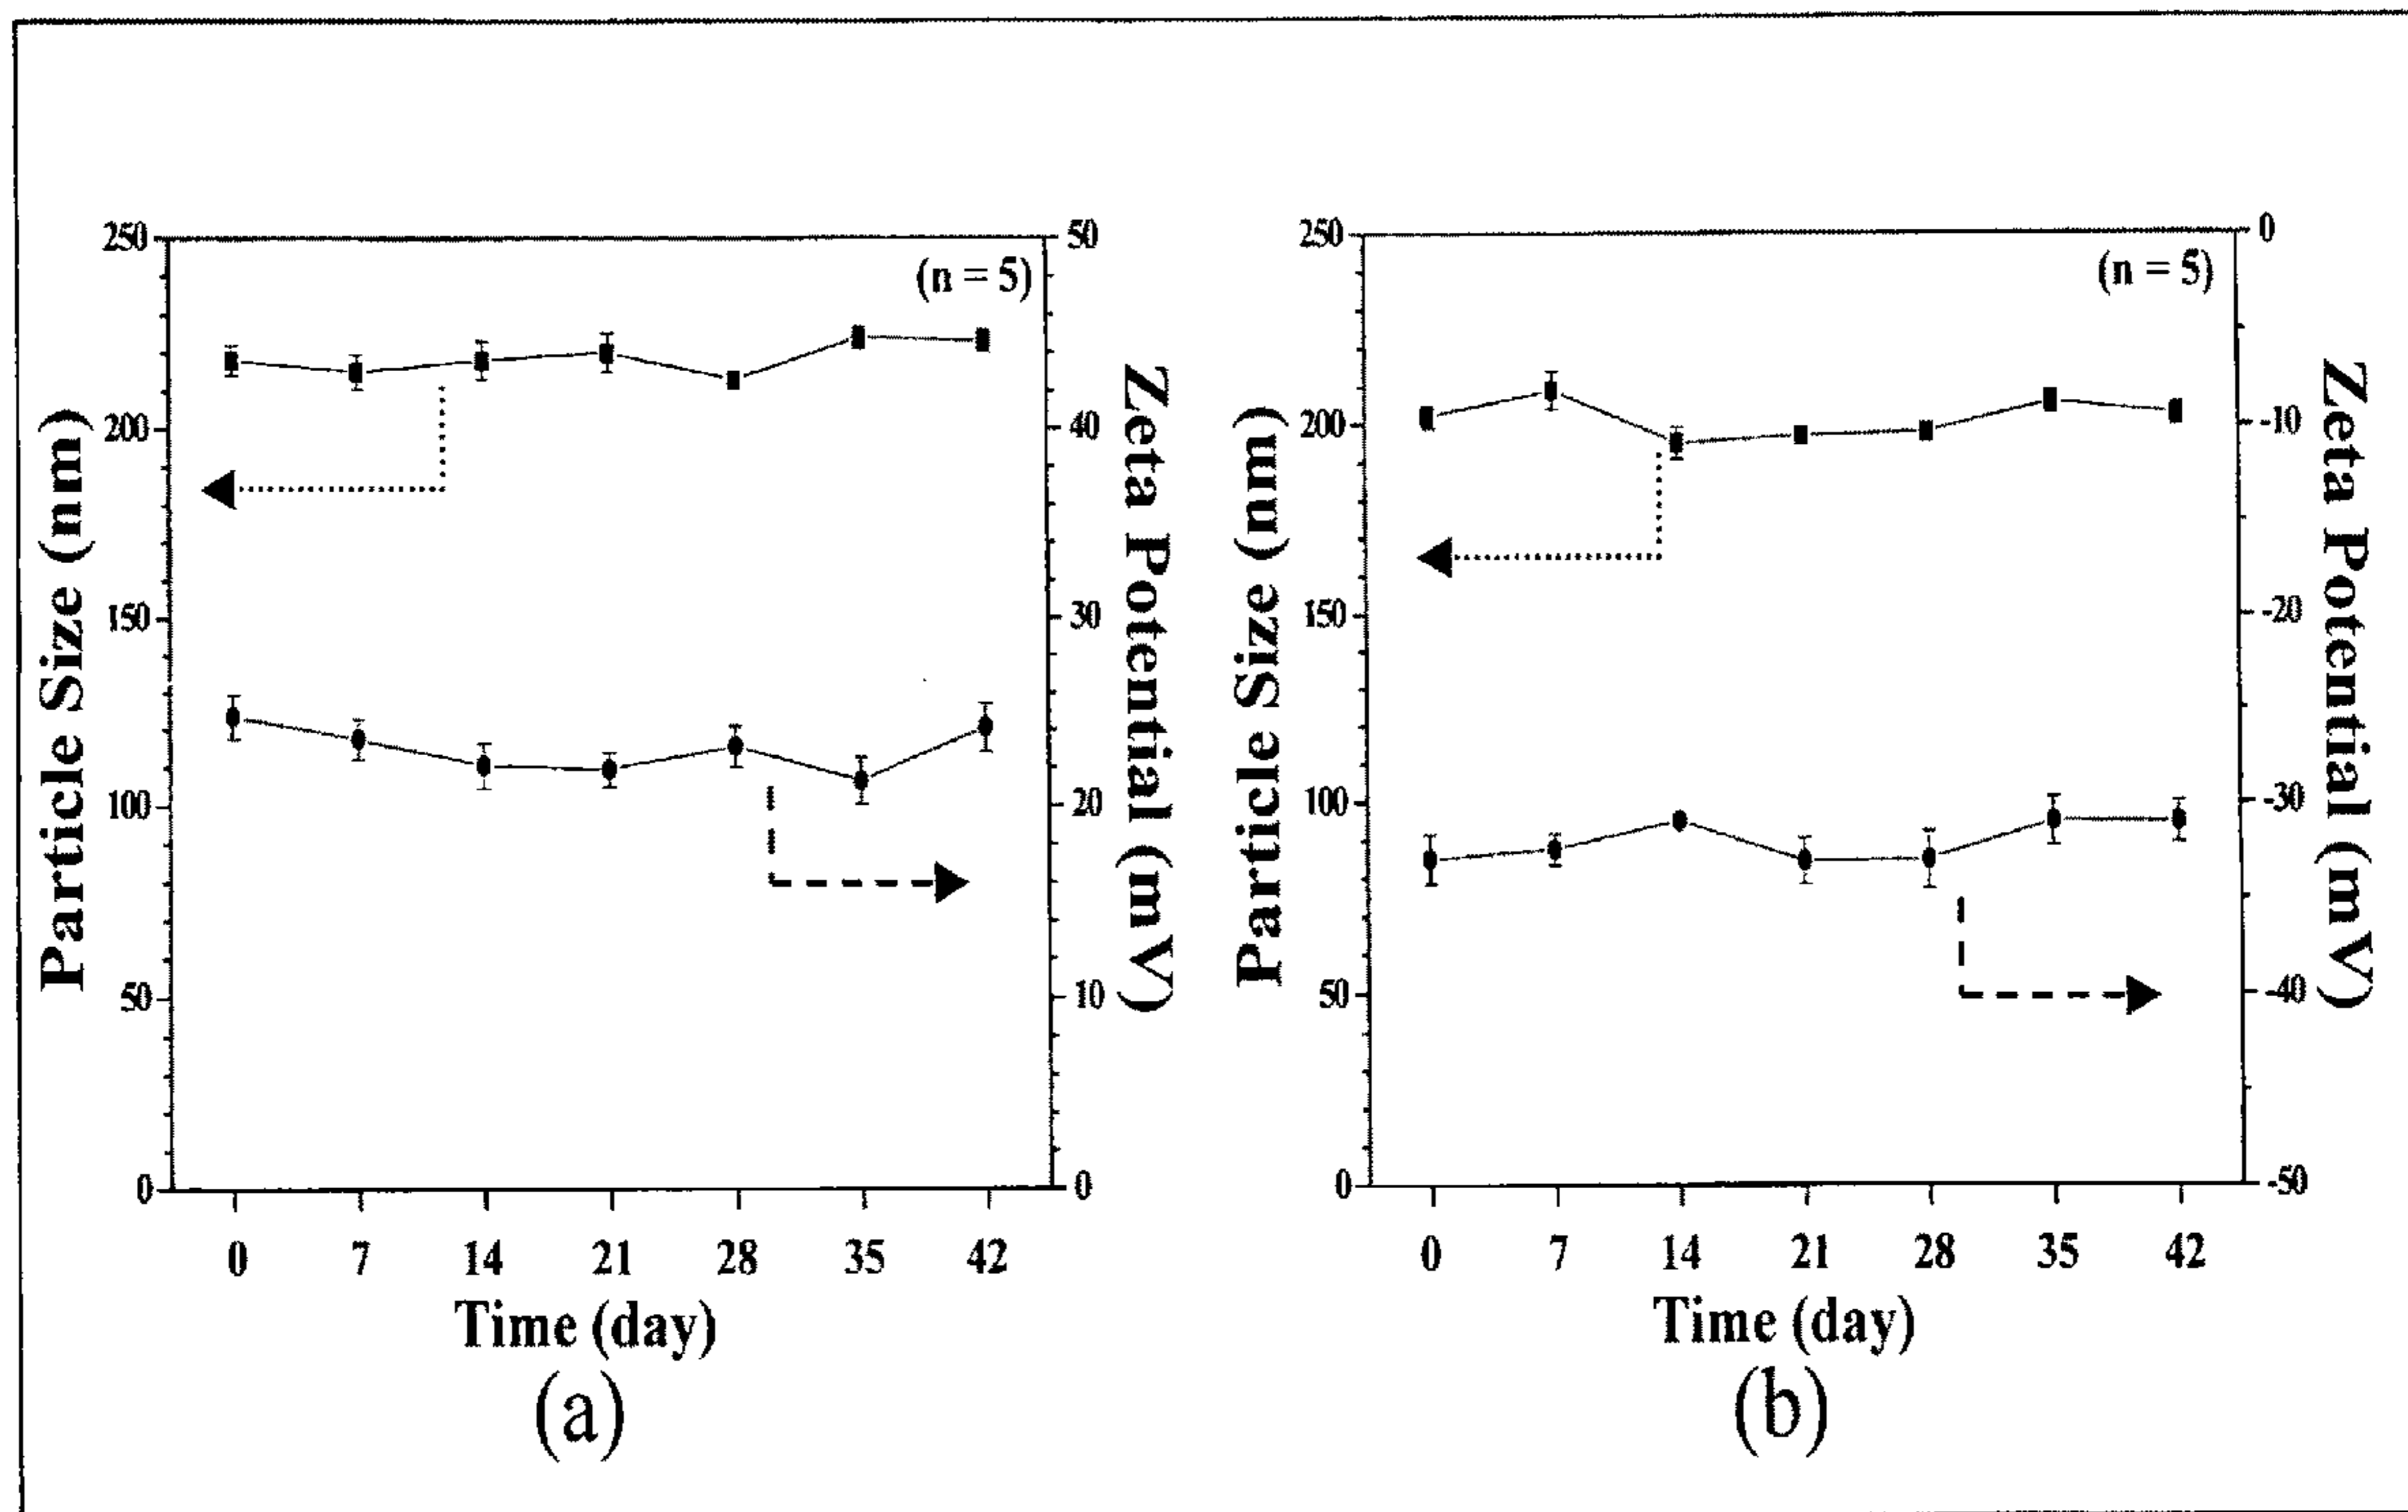 250
200
150
100
50
0
Particle Size (nm)
(n = 5)
50
40
30
20
10
0
Zeta Potential (mV)
0 7 14 21 28 35 42
Time (day)
(a)
250
200
150
100
50
0
Particle Size (nm)
(n = 5)
0
-10
-20
-30
-40
-50
Zeta Potential (mV)
0 7 14 21 28 35 42
Time (day)
(b)